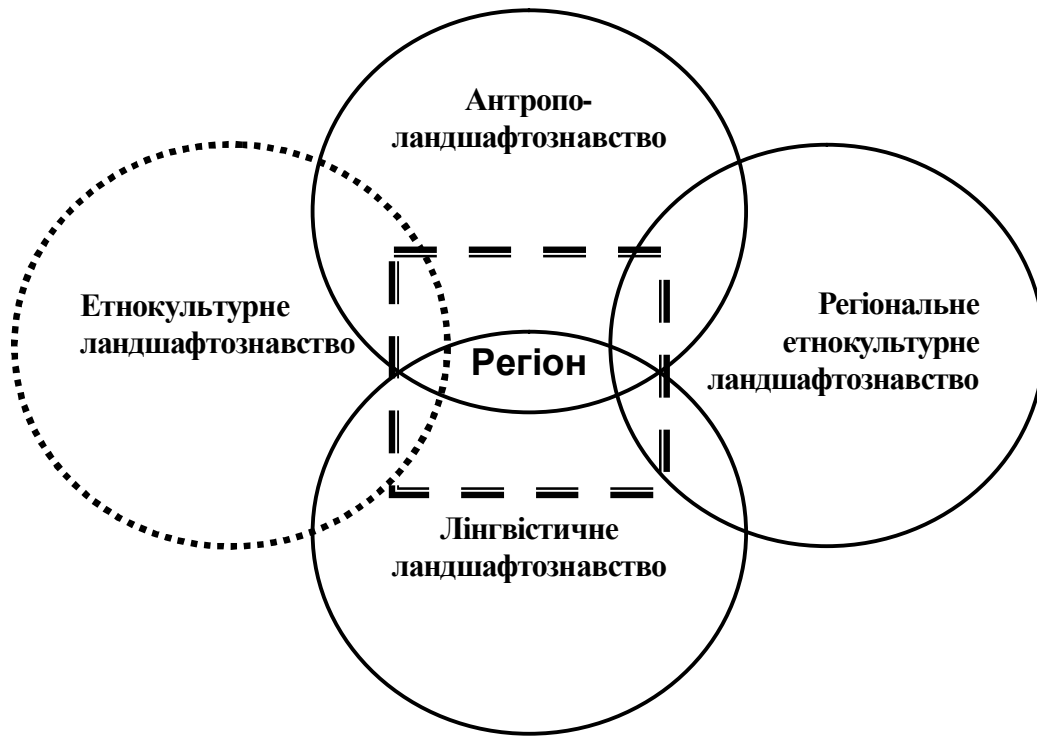 Антропо-
ландшафтознавство
Етнокультурне
ландшафтознавство
Регіон
Регіональне
етнокультурне
ландшафтознавство
Лінгвістичне
ландшафтознавство